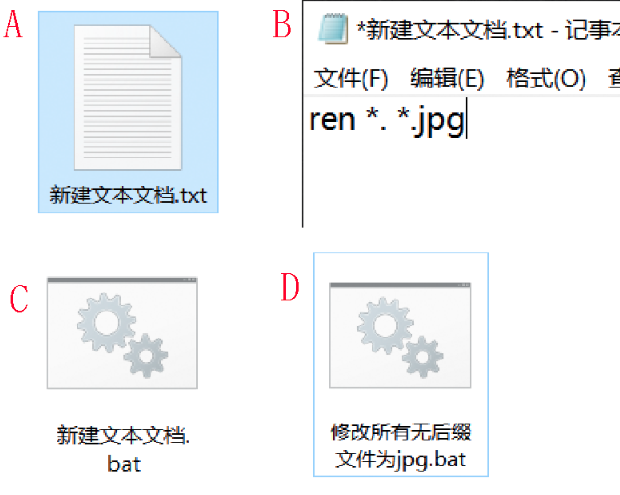 A
新建文本文档.txt
B
*新建文本文档.txt - 记事
文件(F) 编辑(E) 格式(O)
ren *. *.jpg
C
新建文本文档.
bat
D
修改所有无后缀
文件为jpg.bat